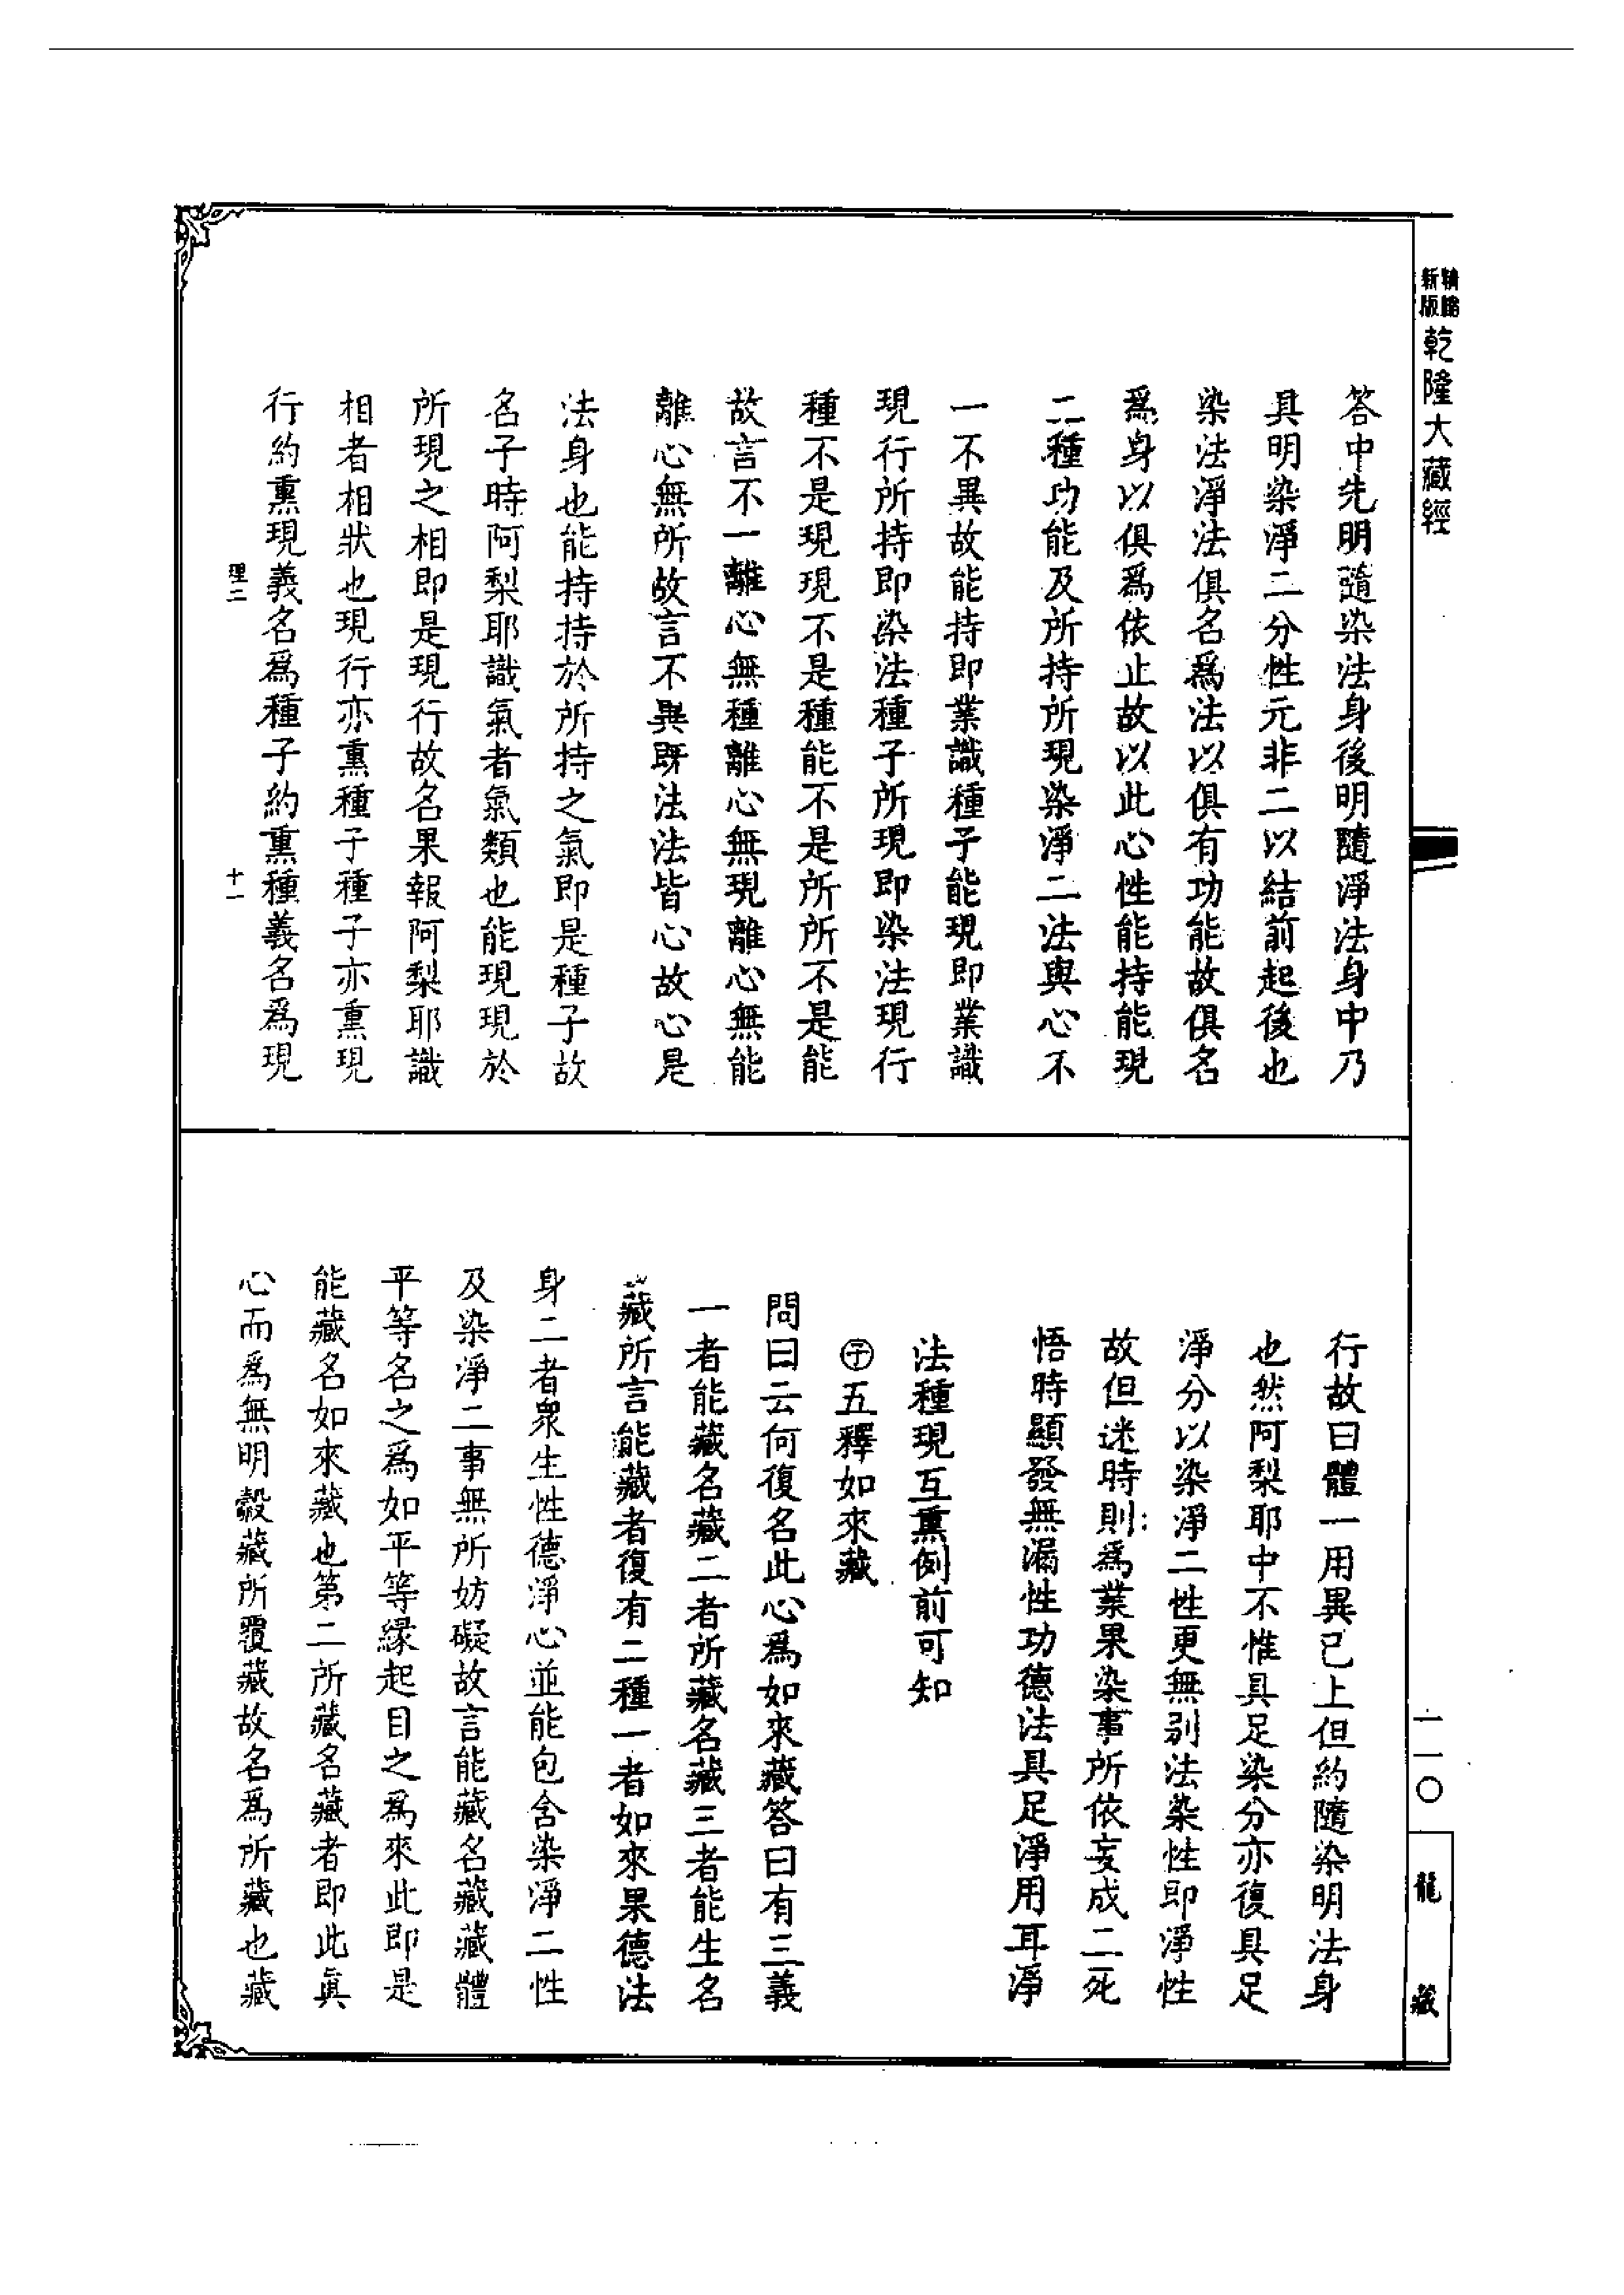 精縮
新版
乾隆大藏經
答中先明隨染法身後明隨淨法身中乃
具明染淨二分性元非二以結前起後也
染法淨法俱名爲法以俱有功能故俱名
爲身以俱爲依止故以此心性能持能現
二種功能及所持所現染淨二法與心不
一不異故能持即業識種子能現即業識
現行所持即染法種子所現即染法現行
種不是現現不是種能不是所所不是能
故言不一離心無種離心無現離心無能
離心無所故言不異既法法皆心故心是
法身也能持持於所持之氣即是種子故
名子時阿梨耶識氣者氣類也能現現於
所現之相即是現行故名果報阿梨耶識
相者相狀也現行亦熏種子種子亦熏現
行約熏現義名爲種子約熏種義名爲現
理二
十一
行故曰體一用異已上但約隨染明法身
也然阿梨耶中不惟具足染分亦復具足
淨分以染淨二性更無別法染性即淨性
故但迷時則爲業果染事所依妄成二死
悟時顯發無漏性功德法具足淨用耳淨
法種現互熏例前可知
㊉五釋如來藏
問曰云何復名此心爲如來藏答曰有三義
一者能藏名藏二者所藏名藏三者能生名
藏所言能藏者復有二種一者如來果德法
身二者衆生性德淨心並能包含染淨二性
及染淨二事無所妨礙故言能藏名藏藏體
平等名之爲如平等緣起目之爲來此即是
能藏名如來藏也第二所藏名藏者即此眞
心而爲無明㲉藏所覆藏故名爲所藏也藏
一一〇
龍藏